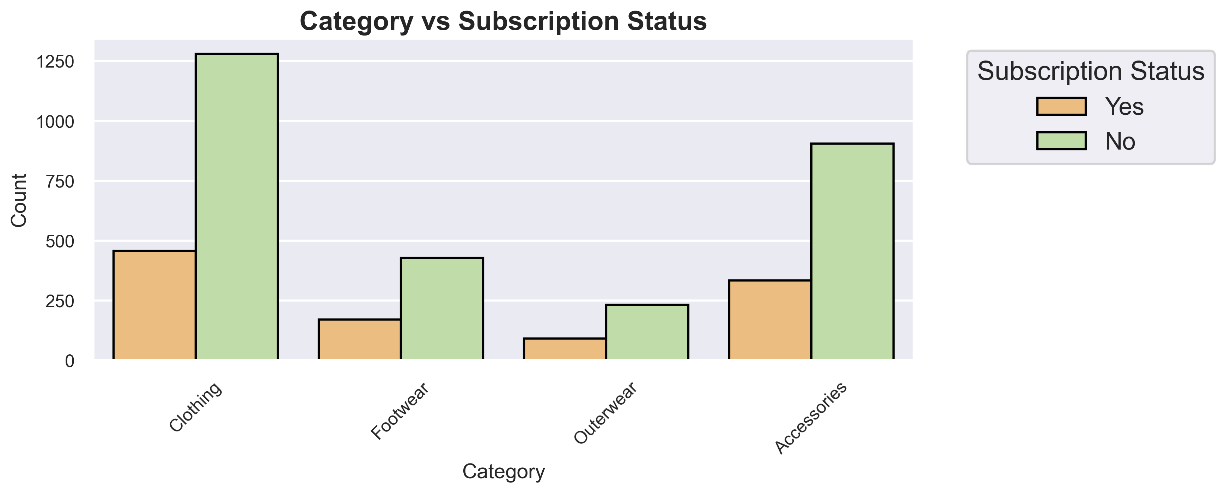 Category vs Subscription Status
Subscription Status
Yes
No
1250
1000
750
500
250
0
Count
Clothing
Footwear
Outerwear
Accessories
Category